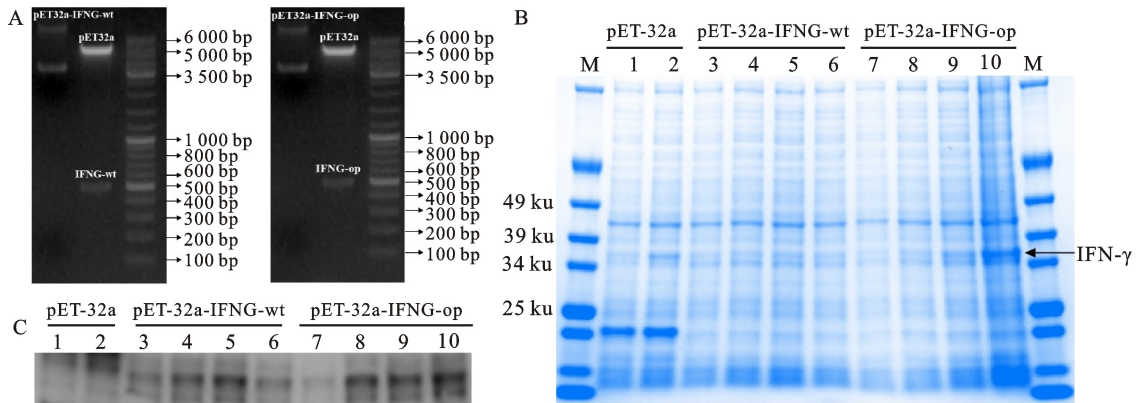 A
pET32a-IFNG-wt
pET32a
IFNG-wt
6 000 bp
5 000 bp
3 500 bp
1 000 bp
800 bp
600 bp
500 bp
400 bp
300 bp
200 bp
100 bp
pET32a-IFNG-op
pET32a
IFNG-op
6 000 bp
5 000 bp
3 500 bp
1 000 bp
800 bp
600 bp
500 bp
400 bp
300 bp
200 bp
100 bp
B
pET-32a pET-32a-IFNG-wt pET-32a-IFNG-op
M 1 2 3 4 5 6 7 8 9 10 M
49 ku
39 ku
34 ku
25 ku
IFN-γ
C
pET-32a pET-32a-IFNG-wt pET-32a-IFNG-op
1 2 3 4 5 6 7 8 9 10